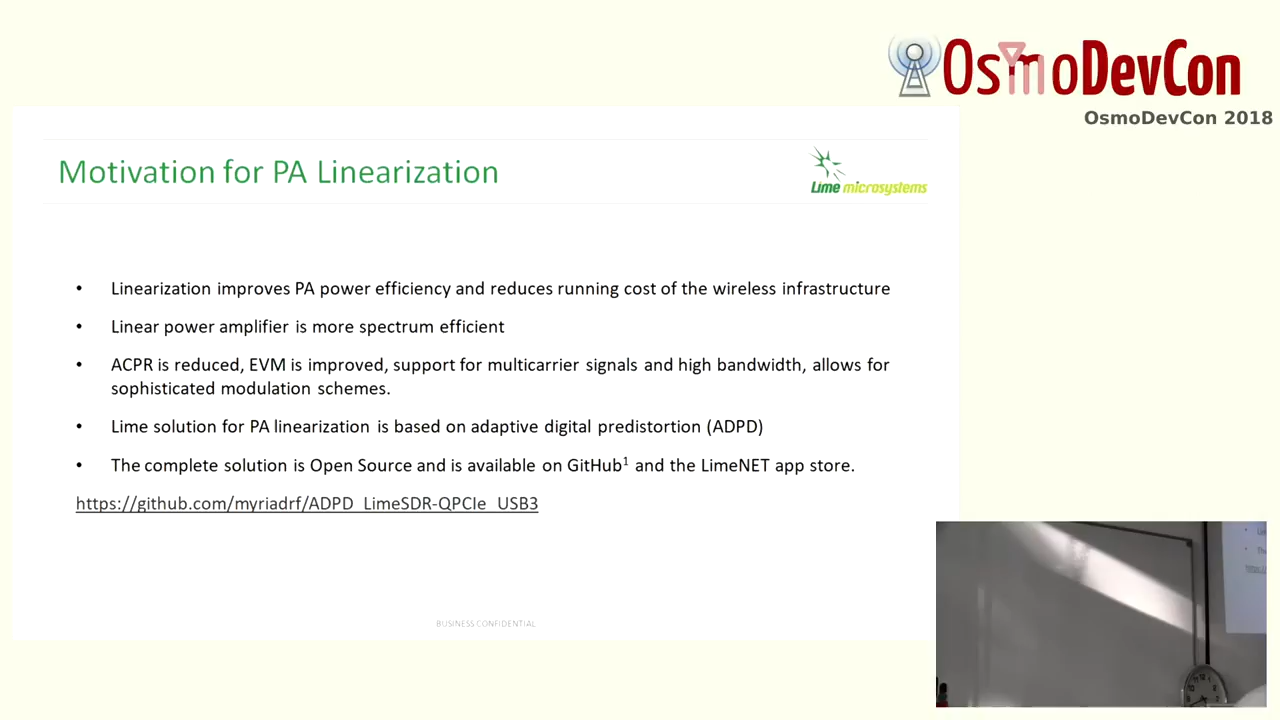 OsmoDevCon
OsmoDevCon 2018
Motivation for PA Linearization
Lime microsystems
• Linearization improves PA power efficiency and reduces running cost of the wireless infrastructure
• Linear power amplifier is more spectrum efficient
• ACPR is reduced, EVM is improved, support for multicarrier signals and high bandwidth, allows for
sophisticated modulation schemes.
• Lime solution for PA linearization is based on adaptive digital predistortion (ADPD)
• The complete solution is Open Source and is available on GitHub¹ and the LimeNET app store.
https://github.com/myriadrf/ADPD_LimeSDR-QPCIe_USB3
BUSINESS CONFIDENTIAL